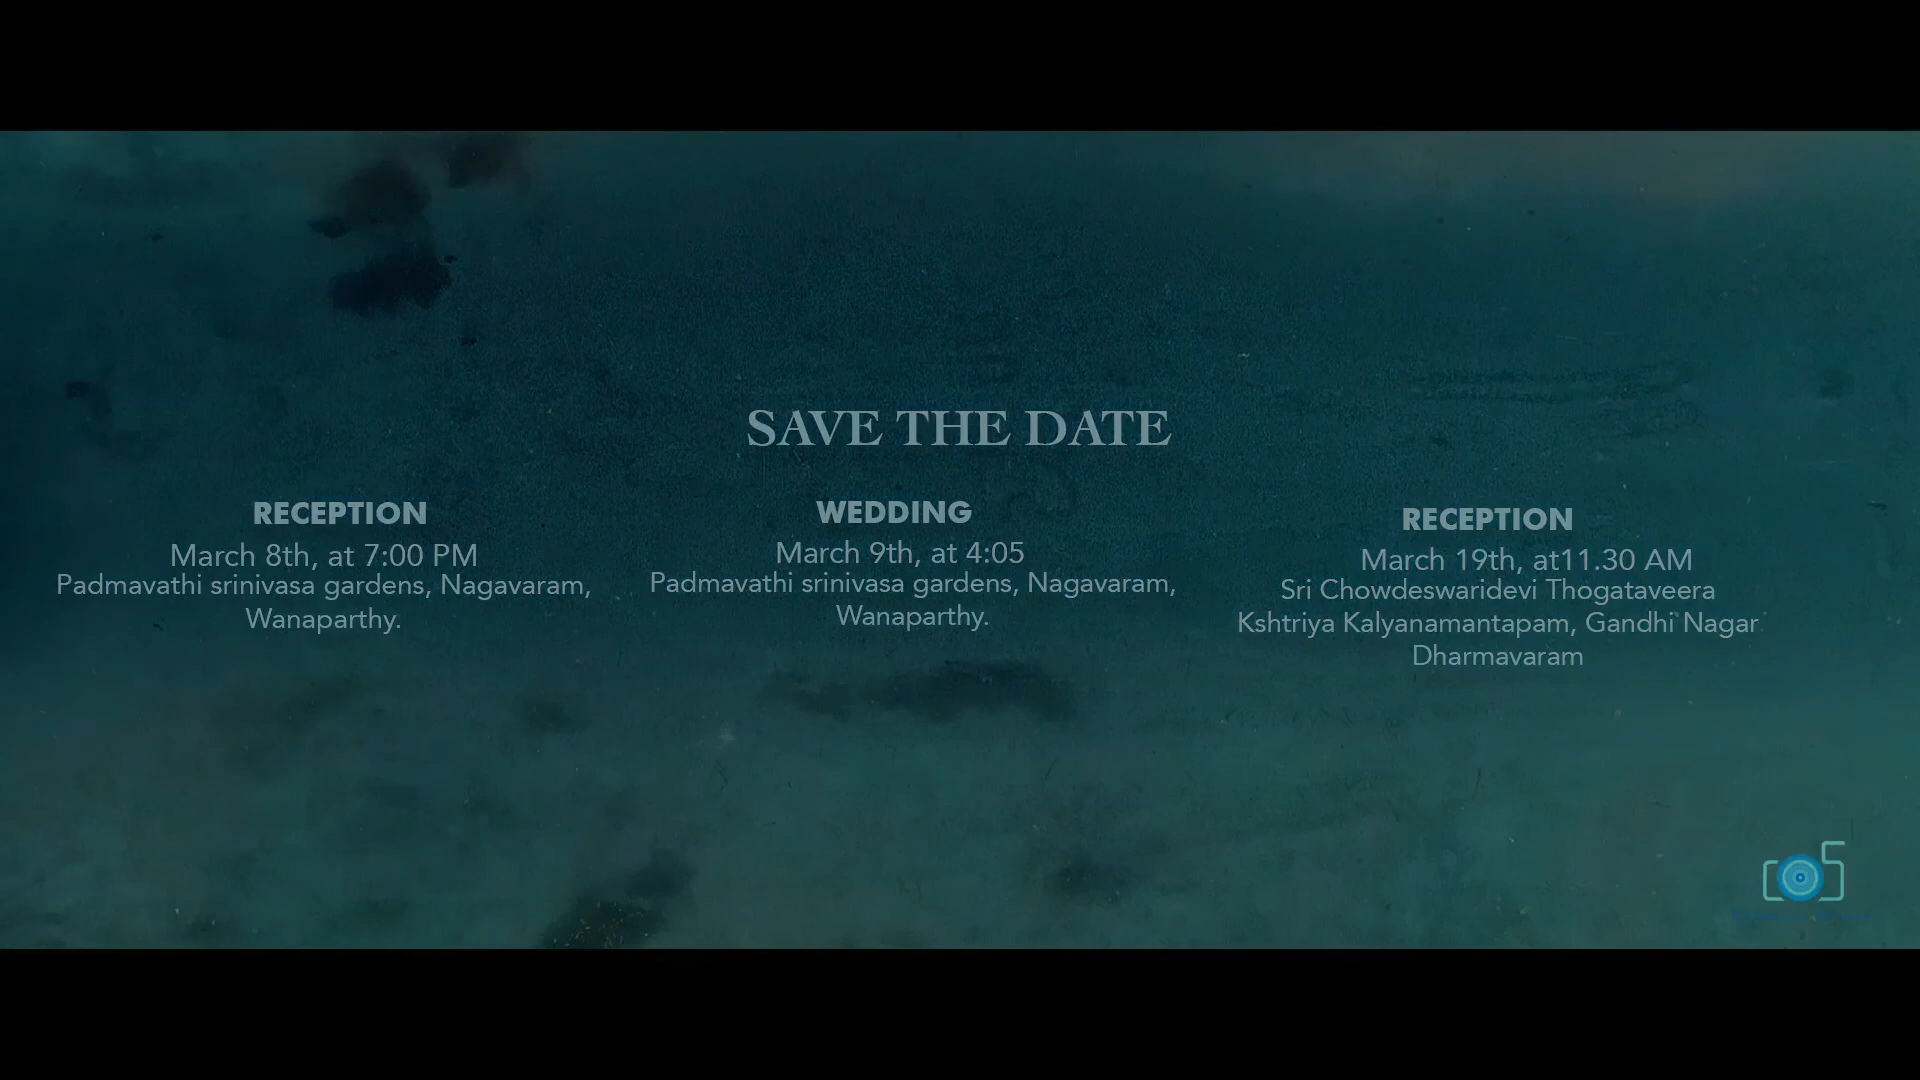 SAVE THE DATE
RECEPTION
March 8th, at 7:00 PM
Padmavathi srinivasa gardens, Nagavaram,
Wanaparthy.
WEDDING
March 9th, at 4:05
Padmavathi srinivasa gardens, Nagavaram,
Wanaparthy.
RECEPTION
March 19th, at11.30 AM
Sri Chowdeswaridevi Thogataveera
Kshtriya Kalyanamantapam, Gandhi Nagar
Dharmavaram